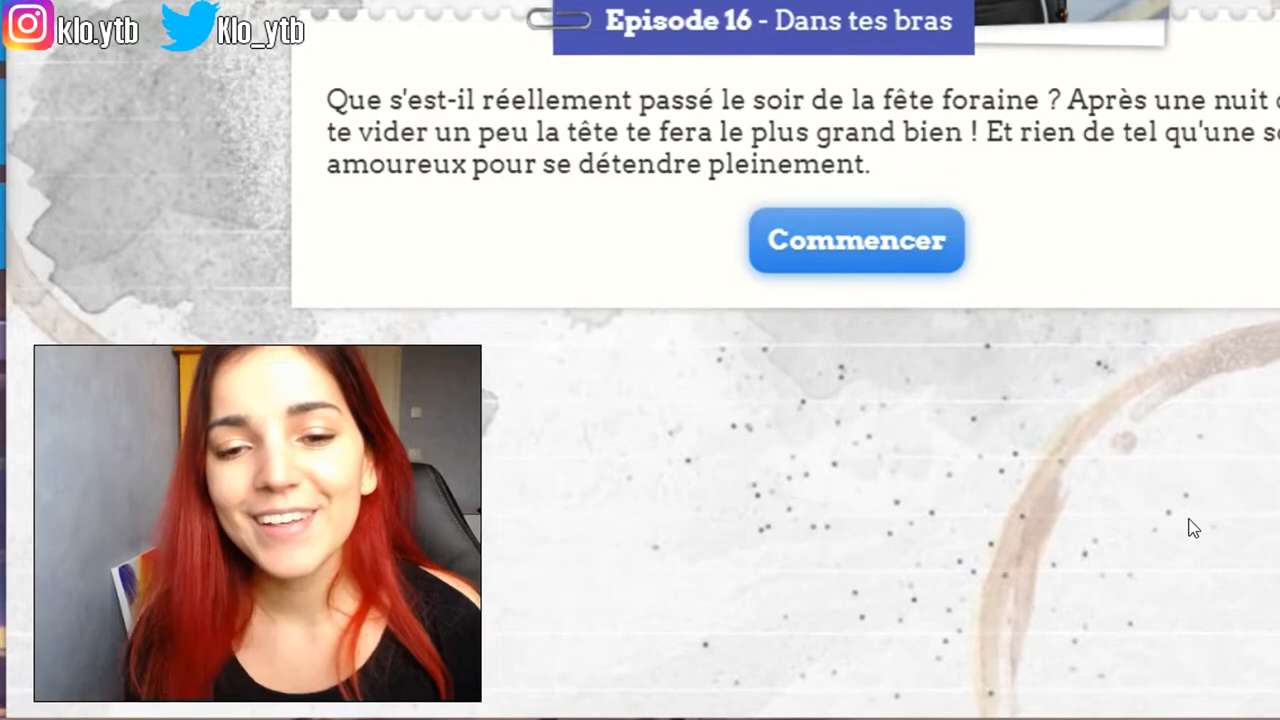 klo.ytb Klo_ytb
Episode 16 - Dans tes bras
Que s'est-il réellement passé le soir de la fête foraine ? Après une nuit
te vider un peu la tête te fera le plus grand bien ! Et rien de tel qu'une
amoureux pour se détendre pleinement.
Commencer